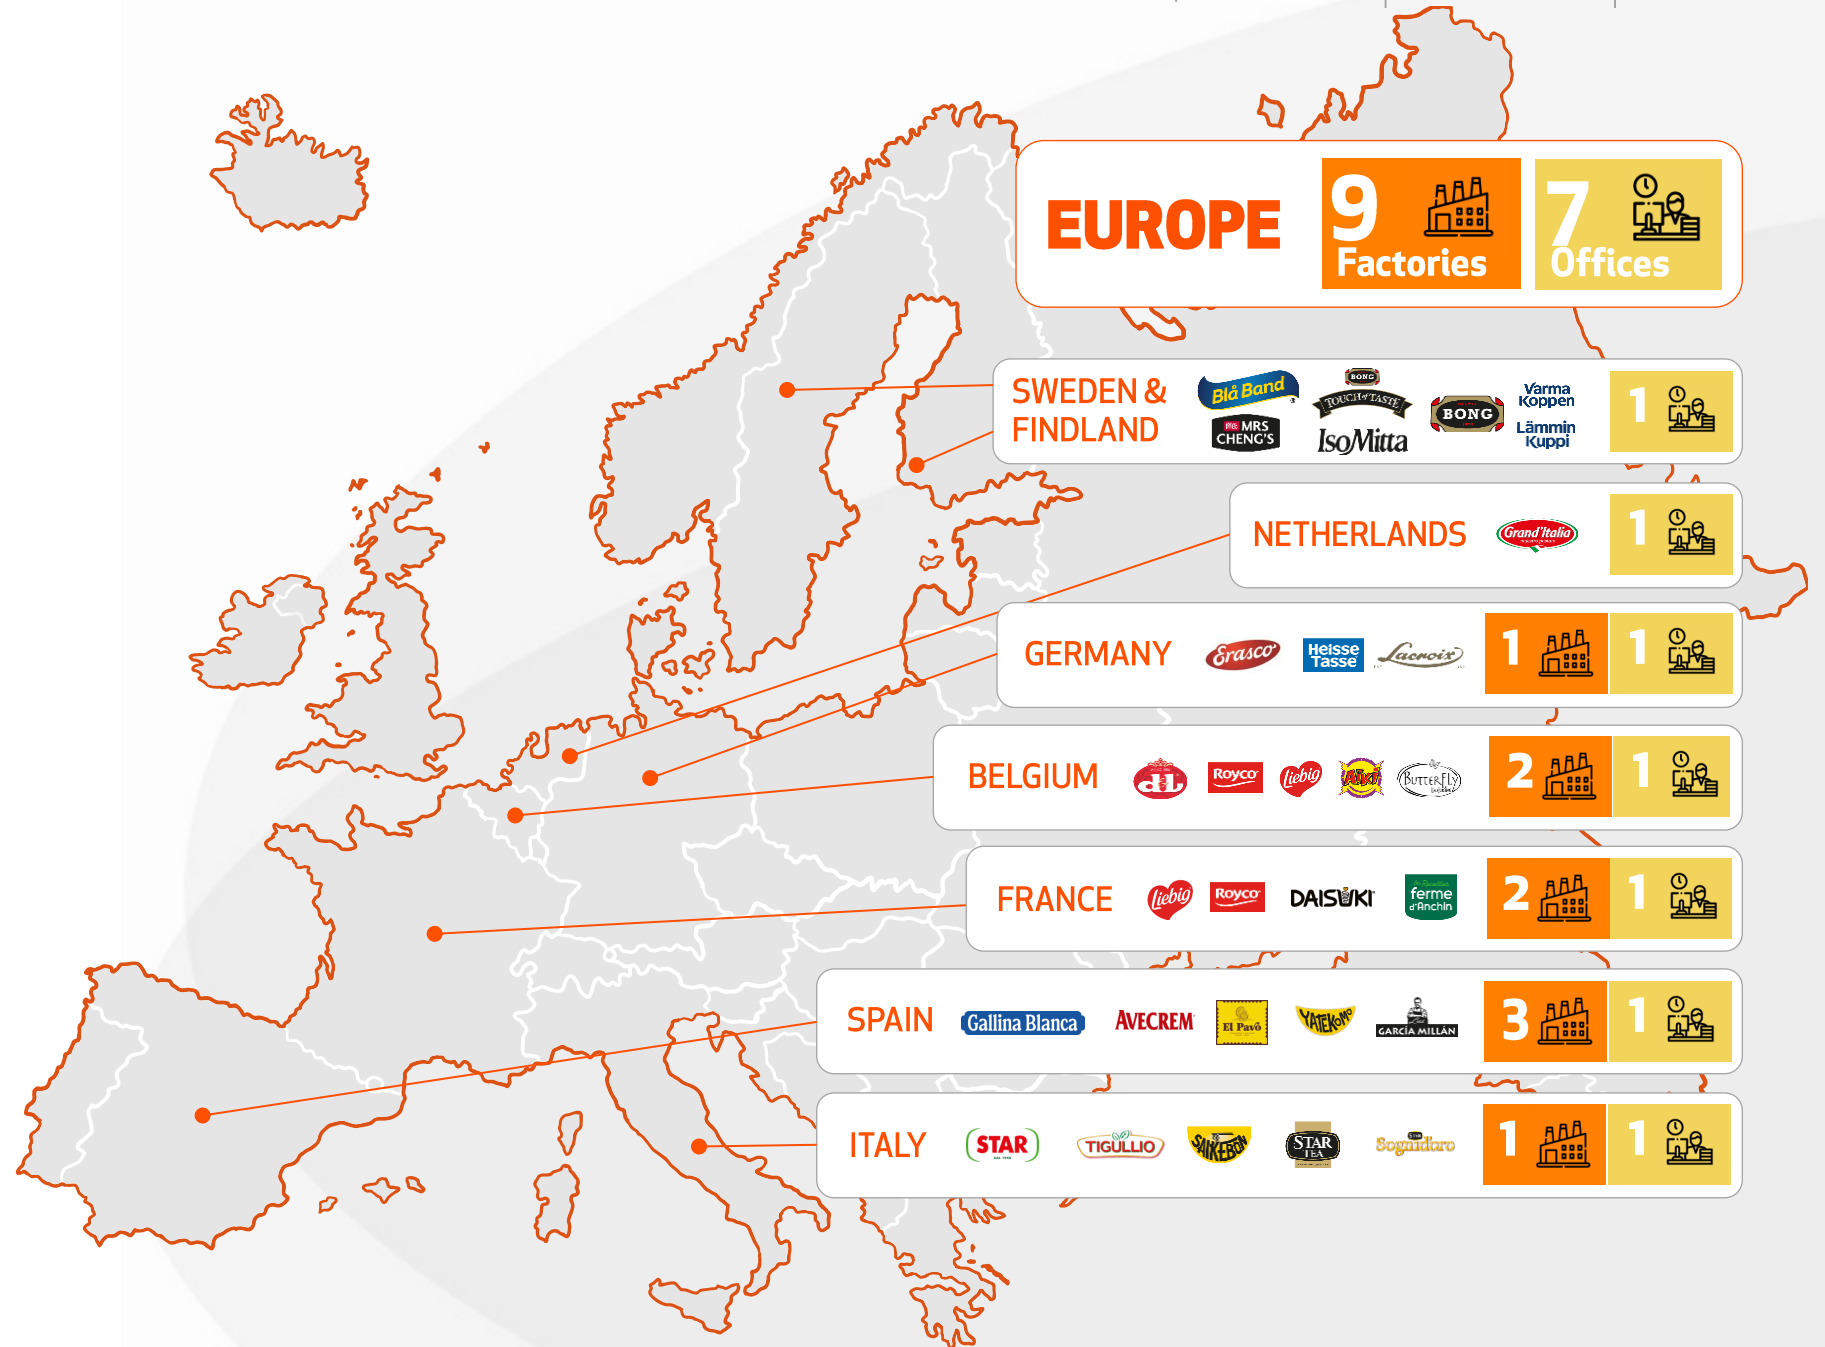 EUROPE
9
Factories
7
Offices
SWEDEN &
FINDLAND
Blå Band
MRS
CHENG'S
BONG
TOUCH of TASTE
IsoMitta
BONG
Varma
Koppen
Lämmin
Kuppi
1
NETHERLANDS
Grand'Italia
1
GERMANY
Erasco
Heisse
Tasse
Lacroix
1
1
BELGIUM
dL
Royco
Liebig
Aïki
BUTTERFLY
2
1
FRANCE
Liebig
Royco
DAISUKI
ferme
d'Anchin
2
1
SPAIN
Gallina Blanca
AVECREM
El Pavo
YATEKOMO
GARCÍA MILLÁN
3
1
ITALY
STAR
TIGULLIO
SAIKEBON
STAR
TEA
Sogni d'oro
1
1